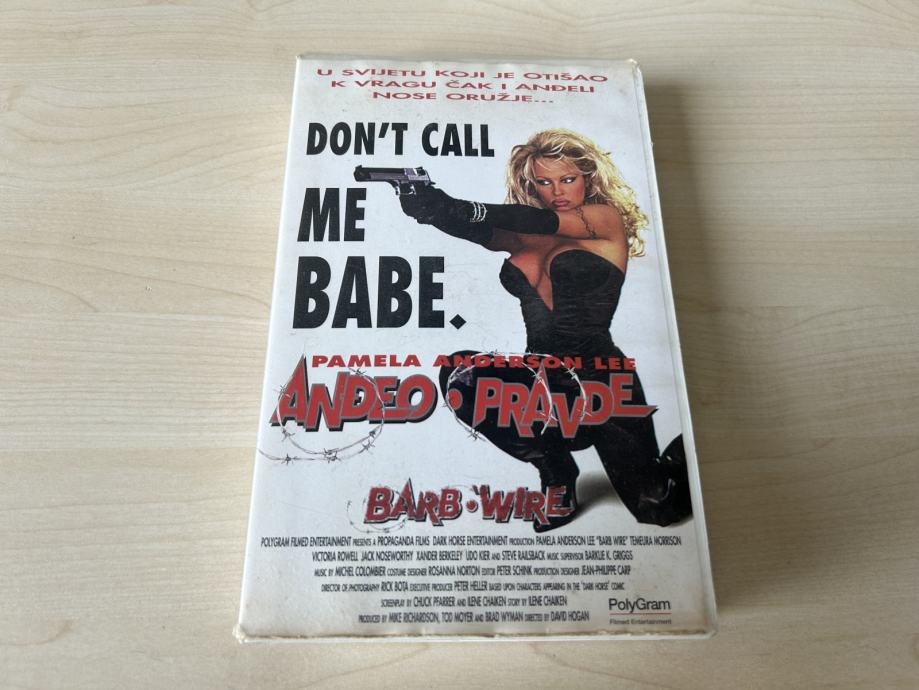 U SVIJETU KOJI JE OTIŠAO
K VRAGU ČAK I ANĐELI
NOSE ORUŽJE...
DON'T CALL
ME
BABE.
PAMELA ANDERSON LEE
ANĐEO • PRAVDE
BARB • WIRE
POLYGRAM FILMED ENTERTAINMENT PRESENTS A PROPAGANDA FILMS DARK HORSE ENTERTAINMENT PRODUCTION PAMELA ANDERSON LEE "BARB WIRE" TEMEURA MORRISON
VICTORIA ROWELL JACK NOSEWORTHY XANDER BERKELEY UDO KIER AND STEVE RAILSBACK MUSIC SUPERVISOR BARKLIE K. GRIGGS
MUSIC BY MICHEL COLOMBIER COSTUME DESIGNER ROSANNA NORTON EDITOR PETER SCHINK PRODUCTION DESIGNER JEAN-PHILIPPE CARP
DIRECTOR OF PHOTOGRAPHY RICK BOTA EXECUTIVE PRODUCER PETER HELLER BASED UPON CHARACTERS APPEARING IN THE "DARK HORSE" COMIC
SCREENPLAY BY CHUCK PFARRER AND ILENE CHAIKEN STORY BY ILENE CHAIKEN
PRODUCED BY MIKE RICHARDSON, TOD MOYER AND BRAD WYMAN DIRECTED BY DAVID HOGAN
PolyGram
Filmed Entertainment